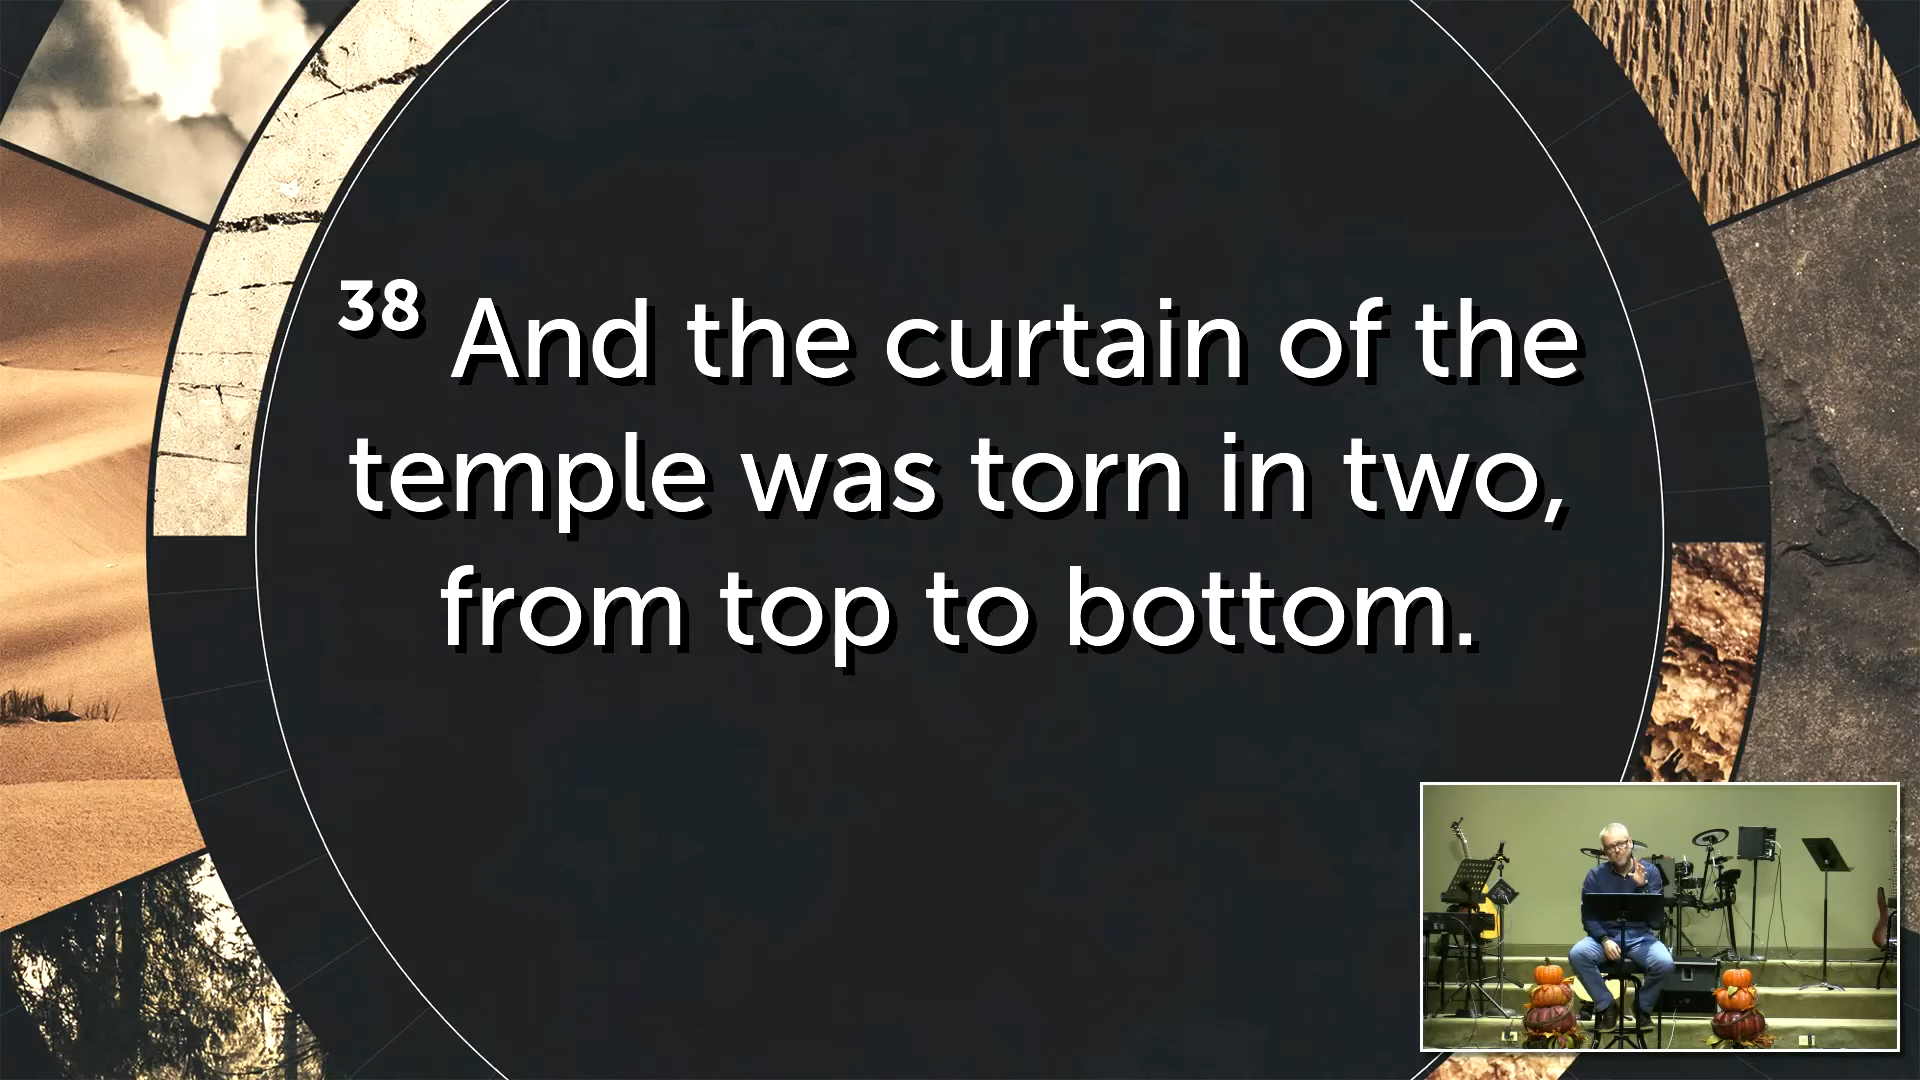 38 And the curtain of the
temple was torn in two,
from top to bottom.